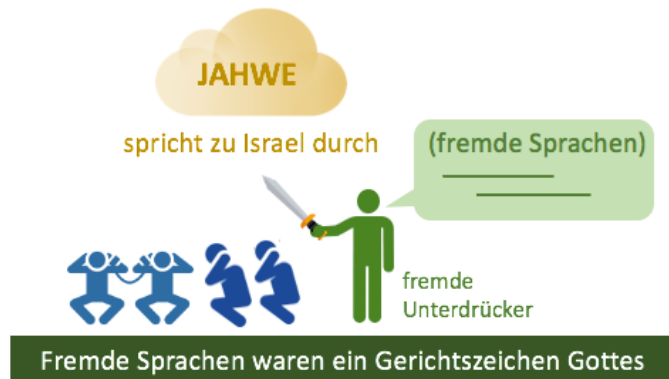 JAHWE
spricht zu Israel durch
(fremde Sprachen)
fremde
Unterdrücker
Fremde Sprachen waren ein Gerichtszeichen Gottes